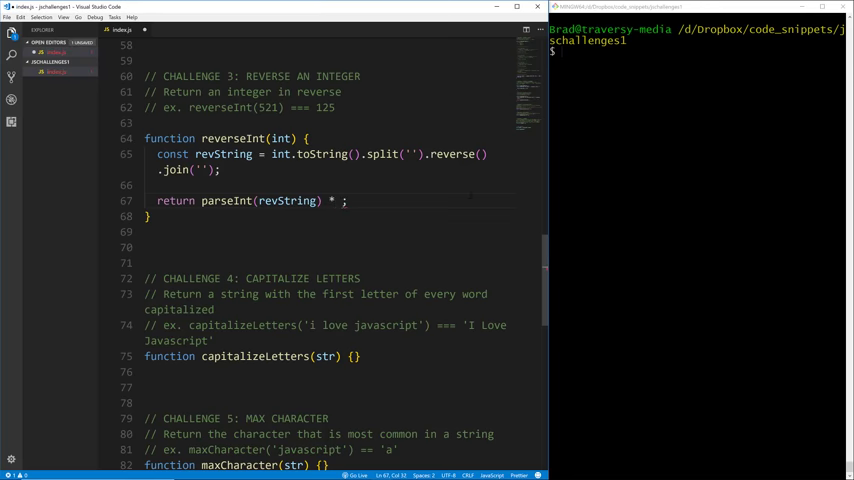 index.js - jschallenges1 - Visual Studio Code
File Edit Selection View Go Debug Tasks Help
OPEN EDITORS 1 UNSAVED
index.js
JSCHALLENGES1
index.js
index.js
58
59
60 // CHALLENGE 3: REVERSE AN INTEGER
61 // Return an integer in reverse
62 // ex. reverseInt(521) === 125
63
64 function reverseInt(int) {
65 const revString = int.toString().split('').reverse()
.join('');
66
67 return parseInt(revString) * ;
68 }
69
70
71
72 // CHALLENGE 4: CAPITALIZE LETTERS
73 // Return a string with the first letter of every word
capitalized
74 // ex. capitalizeLetters('i love javascript') === 'I Love
Javascript'
75 function capitalizeLetters(str) {}
76
77
78
79 // CHALLENGE 5: MAX CHARACTER
80 // Return the character that is most common in a string
81 // ex. maxCharacter('javascript') == 'a'
82 function maxCharacter(str) {}
1 0
Go Live Ln 67, Col 32 Spaces: 2 UTF-8 CRLF JavaScript Prettier
MINGW64:/d/Dropbox/code_snippets/jschallenges1
Brad@traversy-media /d/Dropbox/code_snippets/j
schallenges1
$